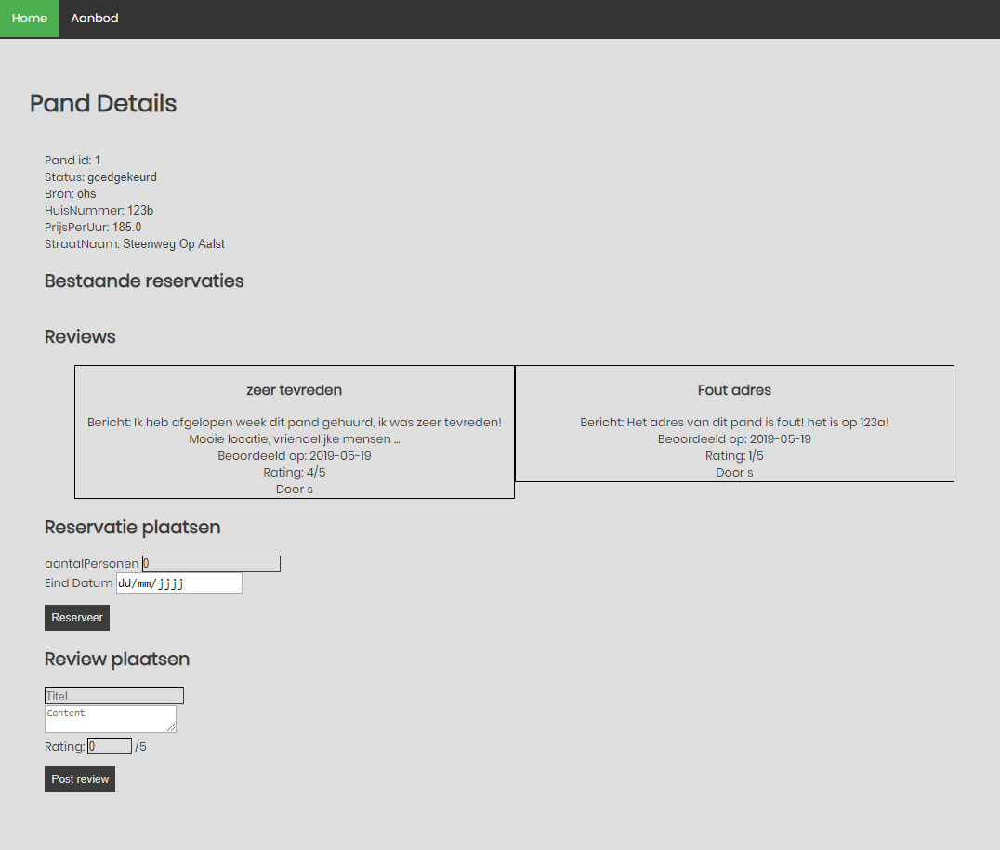 Home Aanbod
Pand Details
Pand id: 1
Status: goedgekeurd
Bron: ohs
HuisNummer: 123b
PrijsPerUur: 185.0
StraatNaam: Steenweg Op Aalst
Bestaande reservaties
Reviews
zeer tevreden
Bericht: Ik heb afgelopen week dit pand gehuurd, ik was zeer tevreden!
Mooie locatie, vriendelijke mensen ...
Beoordeeld op: 2019-05-19
Rating: 4/5
Door s
Fout adres
Bericht: Het adres van dit pand is fout! het is op 123a!
Beoordeeld op: 2019-05-19
Rating: 1/5
Door s
Reservatie plaatsen
aantalPersonen 0
Eind Datum dd/mm/jjjj
Reserveer
Review plaatsen
Titel
Content
Rating: 0 /5
Post review